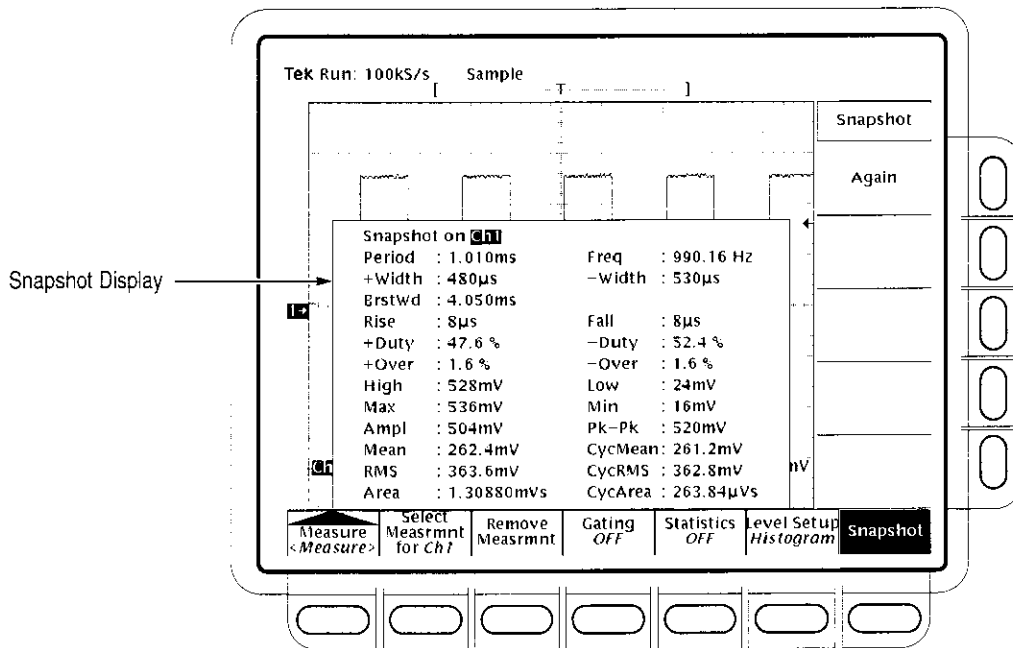 Tek Run: 100kS/s Sample
[ T ]
Snapshot
Again
Snapshot on Ch1
Period : 1.010ms Freq : 990.16 Hz
+Width : 480µs −Width : 530µs
BrstWd : 4.050ms
Rise : 8µs Fall : 8µs
+Duty : 47.6 % −Duty : 52.4 %
+Over : 1.6 % −Over : 1.6 %
High : 528mV Low : 24mV
Max : 536mV Min : 16mV
Ampl : 504mV Pk−Pk : 520mV
Mean : 262.4mV CycMean: 261.2mV
RMS : 363.6mV CycRMS : 362.8mV
Area : 1.30880mVs CycArea : 263.84µVs
Snapshot Display
1→
Ch
mV
Measure
<Measure>
Select
Measrmnt
for Ch1
Remove
Measrmnt
Gating
OFF
Statistics
OFF
Level Setup
Histogram
Snapshot